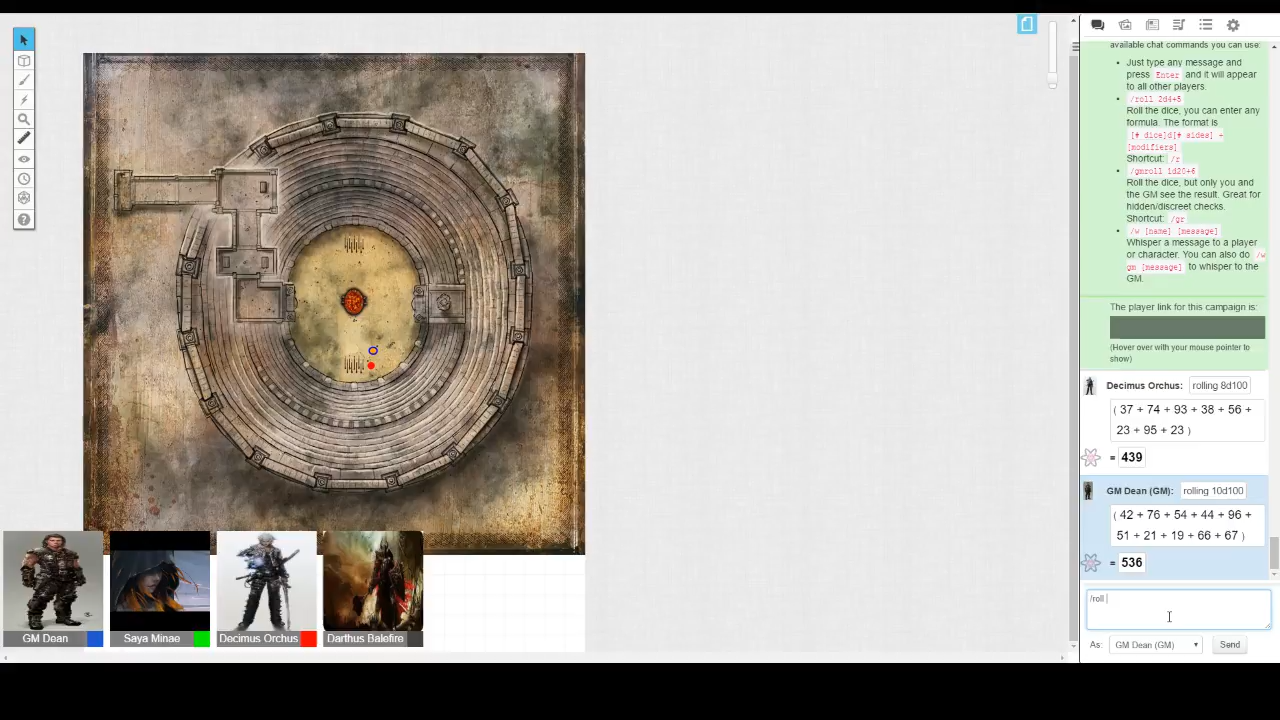 available chat commands you can use:
Just type any message and
press Enter and it will appear
to all other players.
/roll 2d4+5
Roll the dice, you can enter any
formula. The format is
[# dice]d[# sides] +
[modifiers]
Shortcut: /r
/gmroll 1d20+6
Roll the dice, but only you and
the GM see the result. Great for
hidden/discreet checks.
Shortcut: /gr
/w [name] [message]
Whisper a message to a player
or character. You can also do /w
gm [message] to whisper to the
GM.
The player link for this campaign is:
(Hover over with your mouse pointer to
show)
Decimus Orchus: rolling 8d100
( 37 + 74 + 93 + 38 + 56 +
23 + 95 + 23 )
= 439
GM Dean (GM): rolling 10d100
( 42 + 76 + 54 + 44 + 96 +
51 + 21 + 19 + 66 + 67 )
= 536
/roll
As: GM Dean (GM) Send
GM Dean
Saya Minae
Decimus Orchus
Darthus Balefire